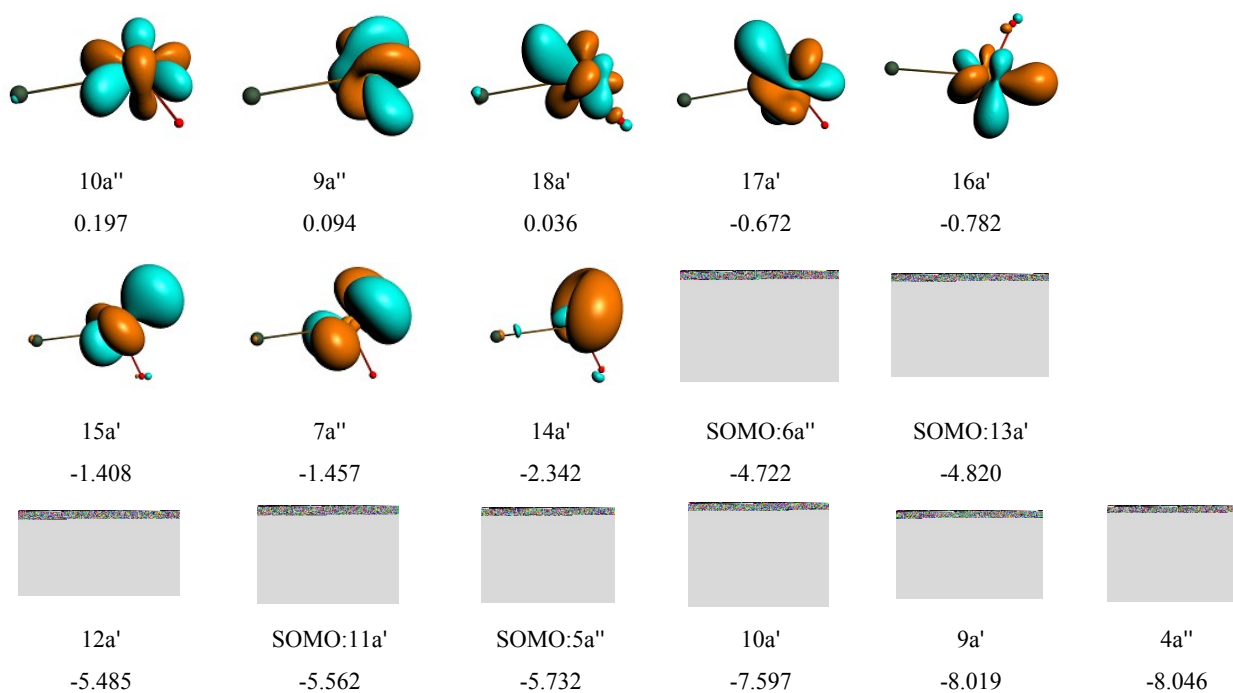 10a" 9a" 18a' 17a' 16a'
0.197 0.094 0.036 -0.672 -0.782
15a' 7a" 14a' SOMO:6a" SOMO:13a'
-1.408 -1.457 -2.342 -4.722 -4.820
12a' SOMO:11a' SOMO:5a" 10a' 9a' 4a"
-5.485 -5.562 -5.732 -7.597 -8.019 -8.046